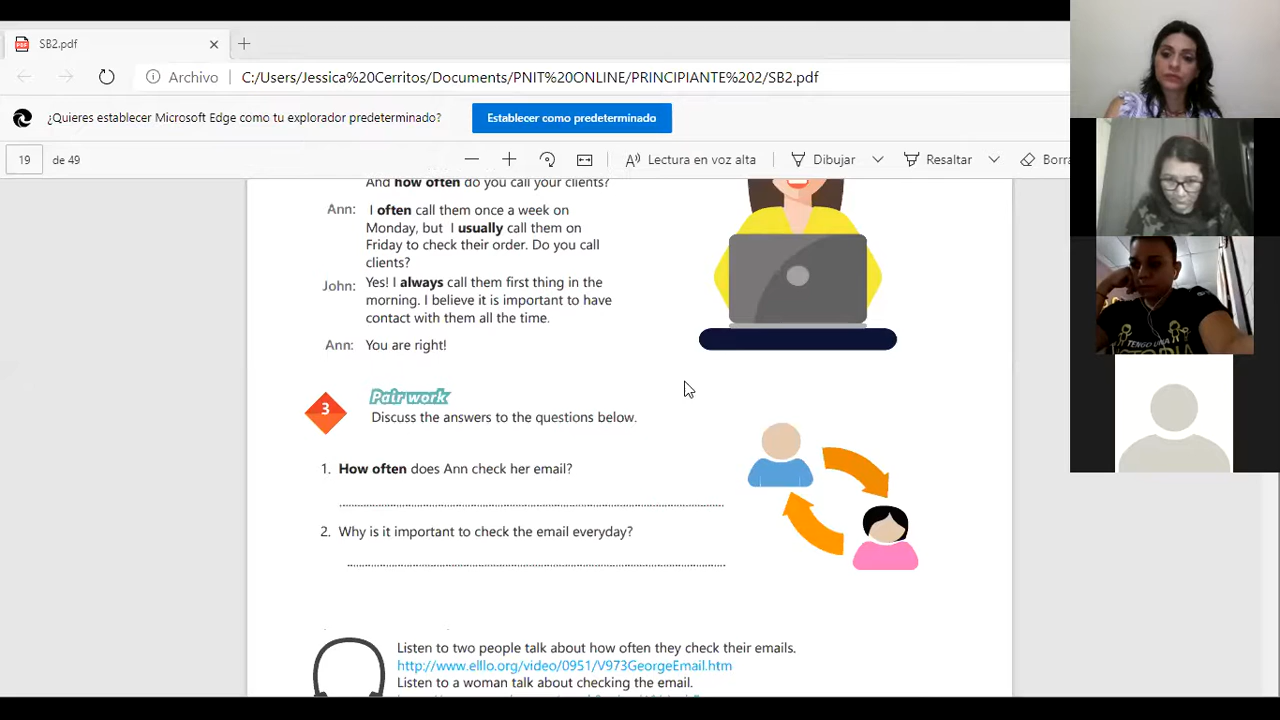 SB2.pdf
Archivo C:/Users/Jessica%20Cerritos/Documents/PNIT%20ONLINE/PRINCIPIANTE%202/SB2.pdf
¿Quieres establecer Microsoft Edge como tu explorador predeterminado? Establecer como predeterminado
19 de 49 Lectura en voz alta Dibujar Resaltar Borra
And how often do you call your clients?
Ann: I often call them once a week on
Monday, but I usually call them on
Friday to check their order. Do you call
clients?
John: Yes! I always call them first thing in the
morning. I believe it is important to have
contact with them all the time.
Ann: You are right!
3 Pair work
Discuss the answers to the questions below.
1. How often does Ann check her email?
2. Why is it important to check the email everyday?
Listen to two people talk about how often they check their emails.
http://www.elllo.org/video/0951/V973GeorgeEmail.htm
Listen to a woman talk about checking the email.
TENGO UNA